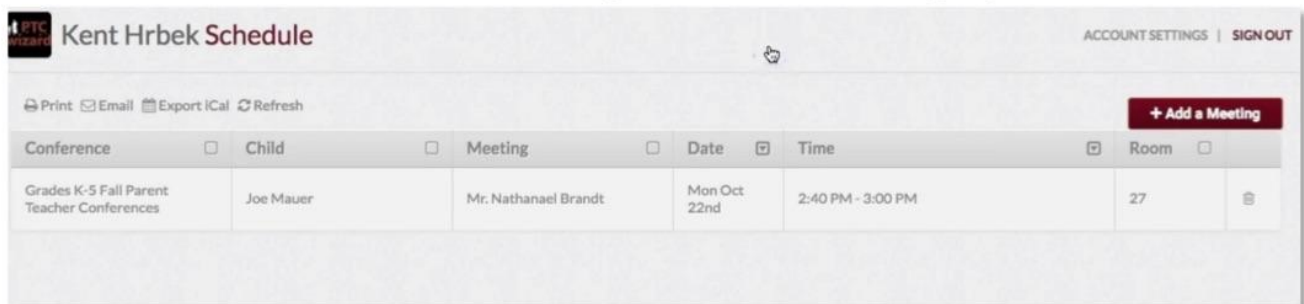 PTC
wizard
Kent Hrbek Schedule
ACCOUNT SETTINGS | SIGN OUT
Print Email Export iCal Refresh
+ Add a Meeting
Conference Child Meeting Date Time Room
Grades K-5 Fall Parent
Teacher Conferences
Joe Mauer
Mr. Nathanael Brandt
Mon Oct
22nd
2:40 PM - 3:00 PM
27